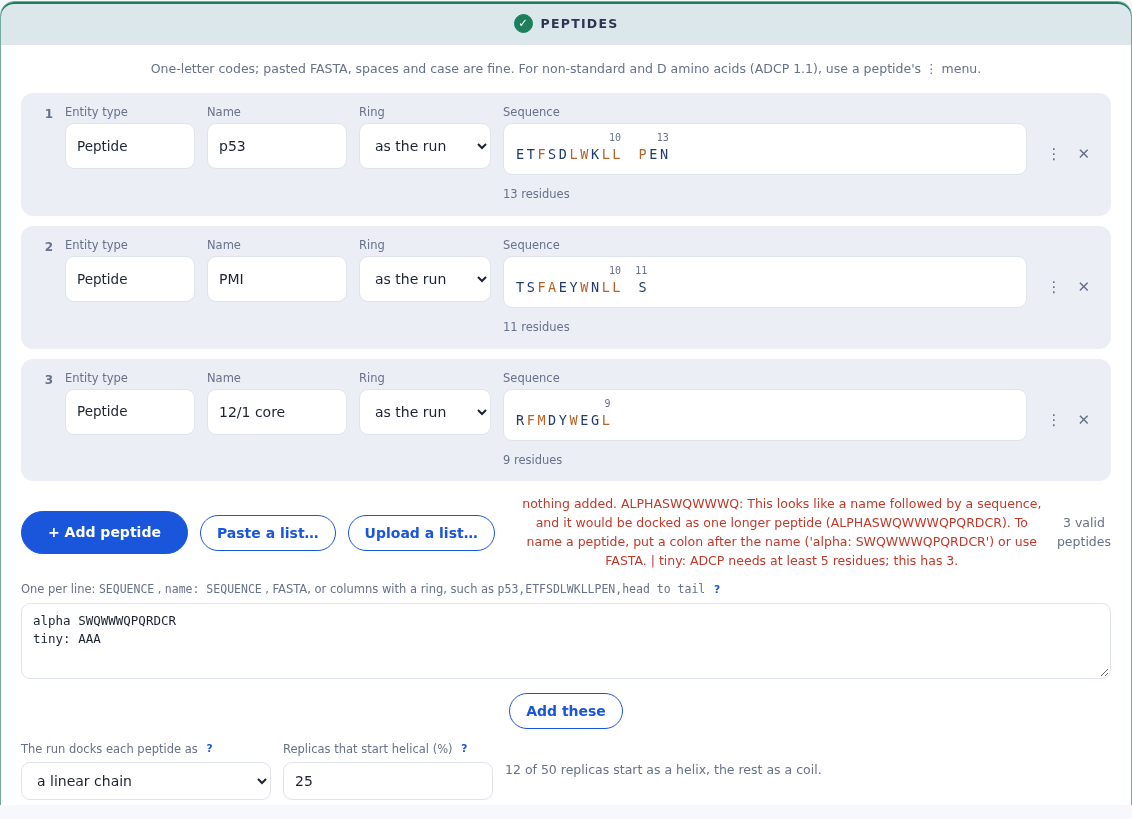 ✓ PEPTIDES
One-letter codes; pasted FASTA, spaces and case are fine. For non-standard and D amino acids (ADCP 1.1), use a peptide's ⋮ menu.
1 Entity type Name Ring Sequence
10 13
Peptide p53 as the run ETFSDLWKLL PEN ⋮ ✕
13 residues
2 Entity type Name Ring Sequence
10 11
Peptide PMI as the run TSFAEYWNLL S ⋮ ✕
11 residues
3 Entity type Name Ring Sequence
9
Peptide 12/1 core as the run RFMDYWEGL ⋮ ✕
9 residues
+ Add peptide Paste a list… Upload a list…
nothing added. ALPHASWQWWWQ: This looks like a name followed by a sequence,
and it would be docked as one longer peptide (ALPHASWQWWWQPQRDCR). To
name a peptide, put a colon after the name ('alpha: SWQWWWQPQRDCR') or use
FASTA. | tiny: ADCP needs at least 5 residues; this has 3.
3 valid
peptides
One per line: SEQUENCE , name: SEQUENCE , FASTA, or columns with a ring, such as p53,ETFSDLWKLLPEN,head to tail ?
alpha SWQWWWQPQRDCR
tiny: AAA
Add these
The run docks each peptide as ? Replicas that start helical (%) ?
a linear chain 25 12 of 50 replicas start as a helix, the rest as a coil.